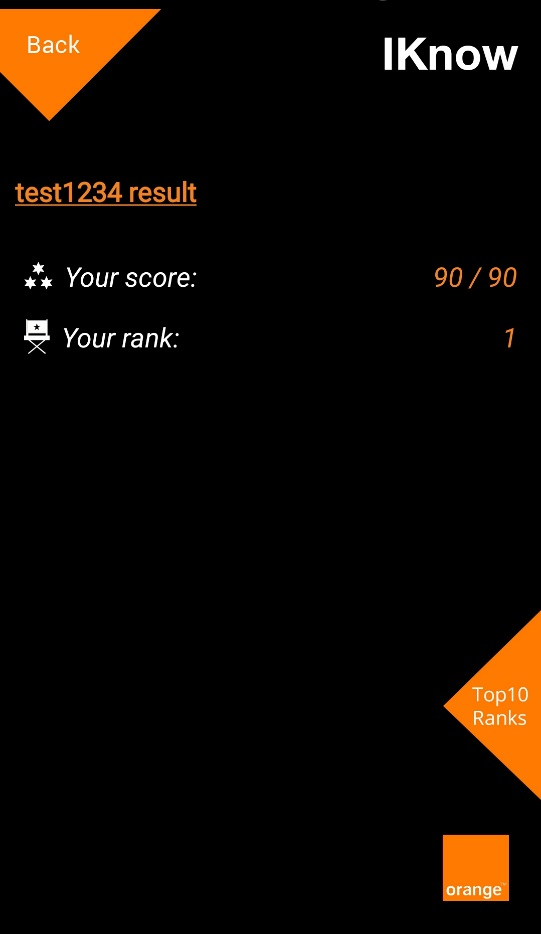 Back
IKnow
test1234 result
Your score: 90 / 90
Your rank: 1
Top10
Ranks
orange